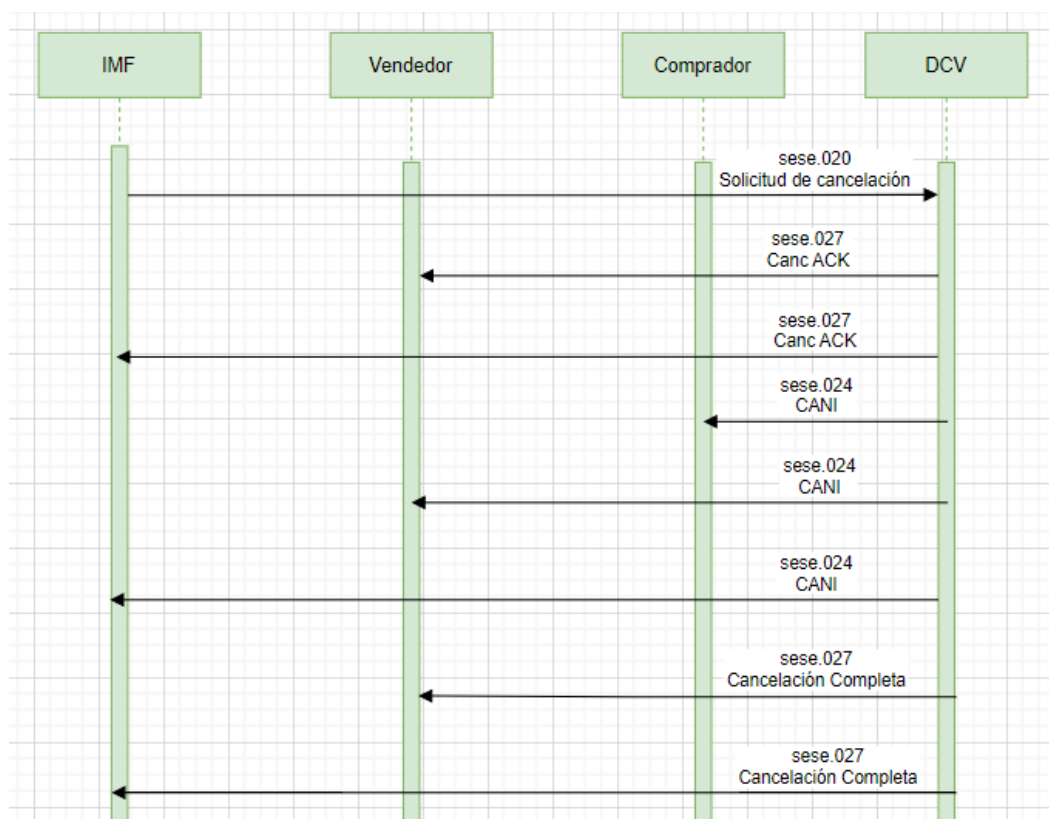 IMF
Vendedor
Comprador
DCV
sese.020
Solicitud de cancelación
sese.027
Canc ACK
sese.027
Canc ACK
sese.024
CANI
sese.024
CANI
sese.024
CANI
sese.027
Cancelación Completa
sese.027
Cancelación Completa